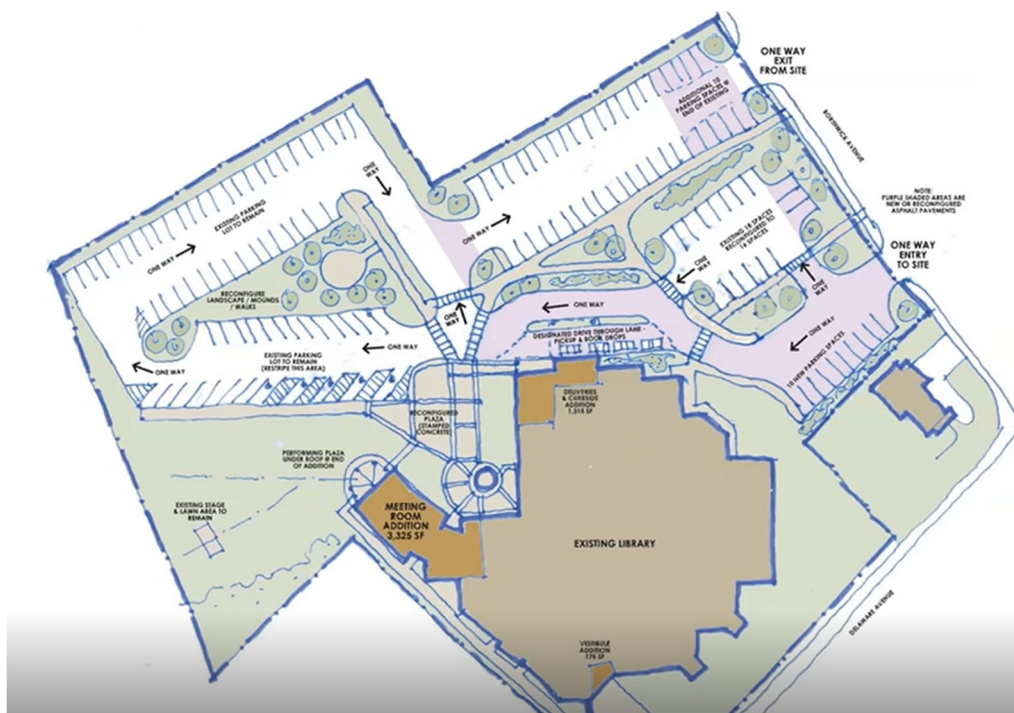 ONE WAY
EXIT
FROM SITE
ADDITIONAL 10
PARKING SPACES @
END OF EXISTING
BORTHWICK AVENUE
NOTE:
PURPLE SHADED AREAS ARE
NEW OR RECONFIGURED
ASPHALT PAVEMENTS
ONE
WAY
EXISTING PARKING
LOT TO REMAIN
ONE WAY
ONE WAY
EXISTING 18 SPACES
RECONFIGURED TO
16 SPACES
ONE WAY
ENTRY
TO SITE
ONE
WAY
ONE
WAY
RECONFIGURE
LANDSCAPE / MOUNDS
/ WALKS
ONE WAY
ONE
WAY
ONE WAY
DESIGNATED DRIVE THROUGH LANE -
PICKUP & BOOK DROPS
10 NEW PARKING SPACES
EXISTING PARKING
LOT TO REMAIN
(RESTRIPE THIS AREA)
ONE WAY
ONE WAY
DELIVERIES
& CURBSIDE
ADDITION
1,315 SF
RECONFIGURED
PLAZA
(STAMPED
CONCRETE)
PERFORMING PLAZA
UNDER ROOF @ END
OF ADDITION
EXISTING STAGE
& LAWN AREA TO
REMAIN
MEETING
ROOM
ADDITION
3,325 SF
EXISTING LIBRARY
DELAWARE AVENUE
VESTIBULE
ADDITION
175 SF